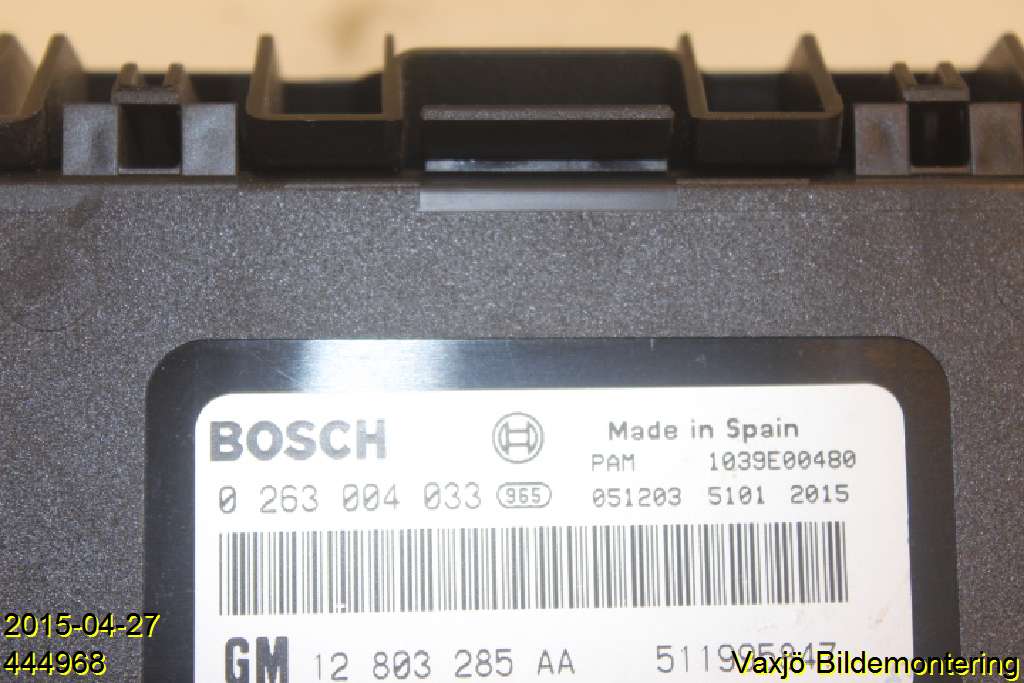 BOSCH
Made in Spain
PAM 1039E00480
0 263 004 033 965 051203 5101 2015
GM 12 803 285 AA
2015-04-27
444968
Vaxjö Bildemontering